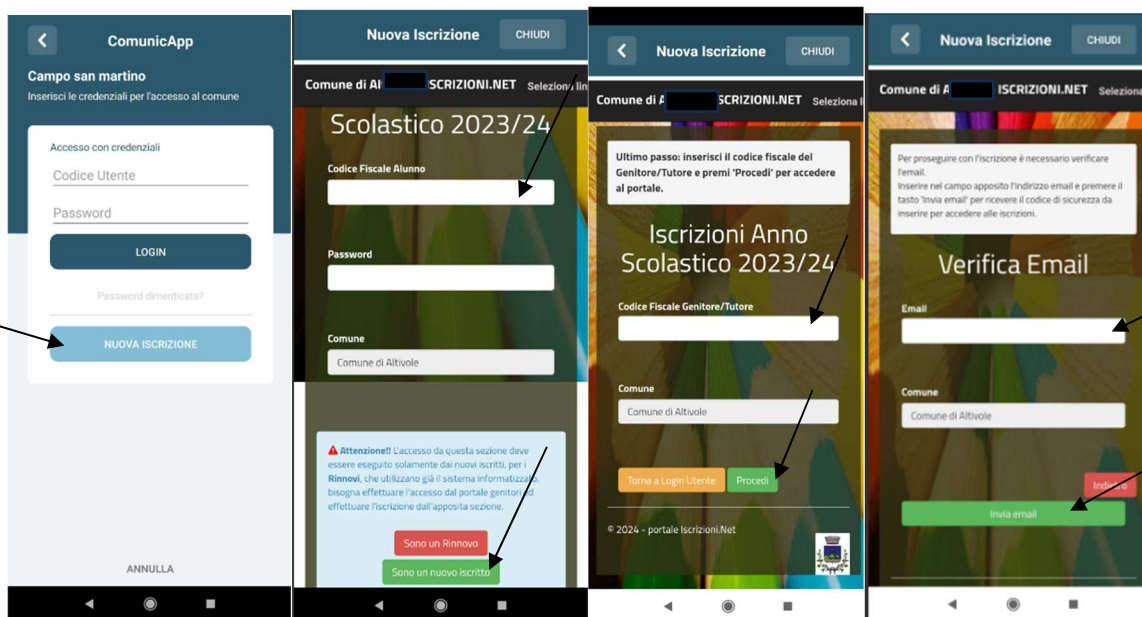 ComunicApp
Campo san martino
Inserisci le credenziali per l'accesso al comune
Accesso con credenziali
Codice Utente
Password
LOGIN
Password dimenticata?
NUOVA ISCRIZIONE
ANNULLA
Nuova Iscrizione
CHIUDI
Comune di Al SCRIZIONI.NET Seleziona lin
Scolastico 2023/24
Codice Fiscale Alunno
Password
Comune
Comune di Altivole
Attenzione!! L'accesso da questa sezione deve
essere eseguito solamente dai nuovi iscritti, per i
Rinnovi, che utilizzano già il sistema informatizzato,
bisogna effettuare l'accesso dal portale genitori ed
effettuare l'iscrizione dall'apposita sezione.
Sono un Rinnovo
Sono un nuovo iscritto
Nuova Iscrizione
CHIUDI
Comune di A SCRIZIONI.NET Seleziona l
Ultimo passo: inserisci il codice fiscale del
Genitore/Tutore e premi 'Procedi' per accedere
al portale.
Iscrizioni Anno
Scolastico 2023/24
Codice Fiscale Genitore/Tutore
Comune
Comune di Altivole
Torna a Login Utente
Procedi
© 2024 - portale Iscrizioni.Net
Nuova Iscrizione
CHIUDI
Comune di A ISCRIZIONI.NET Seleziona
Per proseguire con l'iscrizione è necessario verificare
l'email.
Inserire nel campo apposito l'indirizzo email e premere il
tasto 'Invia email' per ricevere il codice di sicurezza da
inserire per accedere alle iscrizioni.
Verifica Email
Email
Comune
Comune di Altivole
Indietro
Invia email